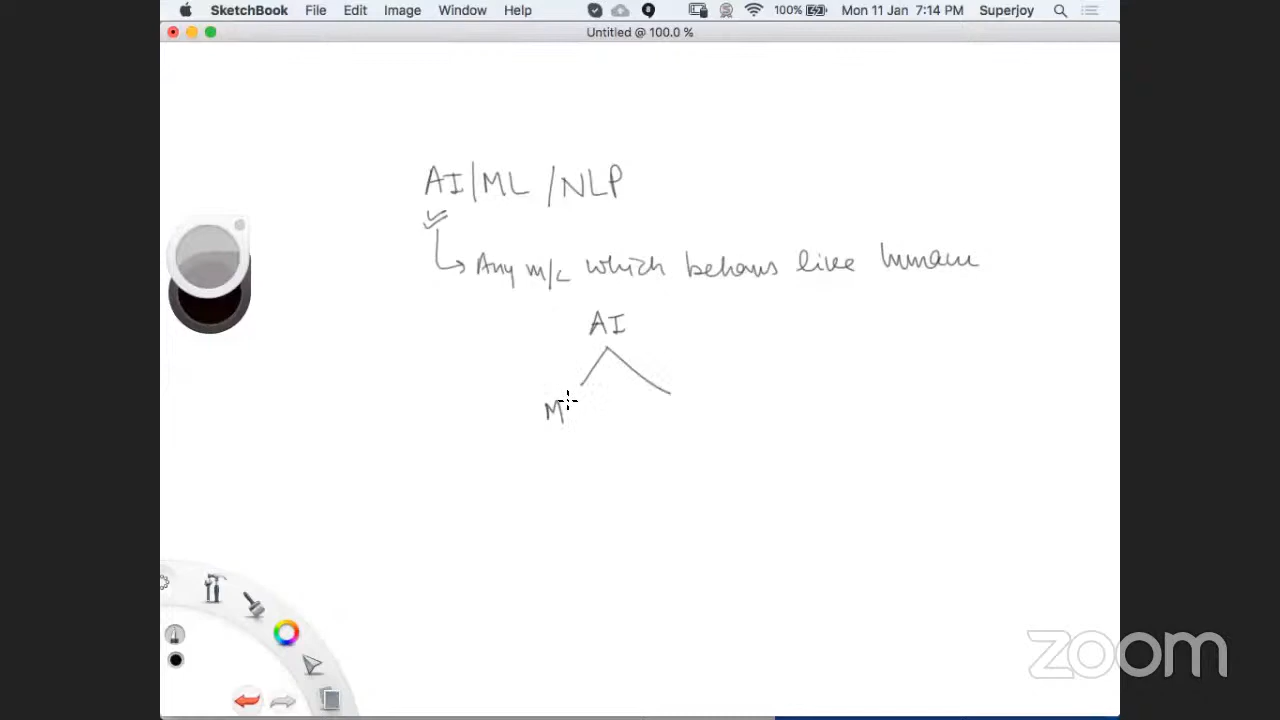 SketchBook File Edit Image Window Help 100% Mon 11 Jan 7:14 PM Superjoy
Untitled @ 100.0 %
AI/ML/NLP
Any m/c which behavs like human
AI
M
zoom